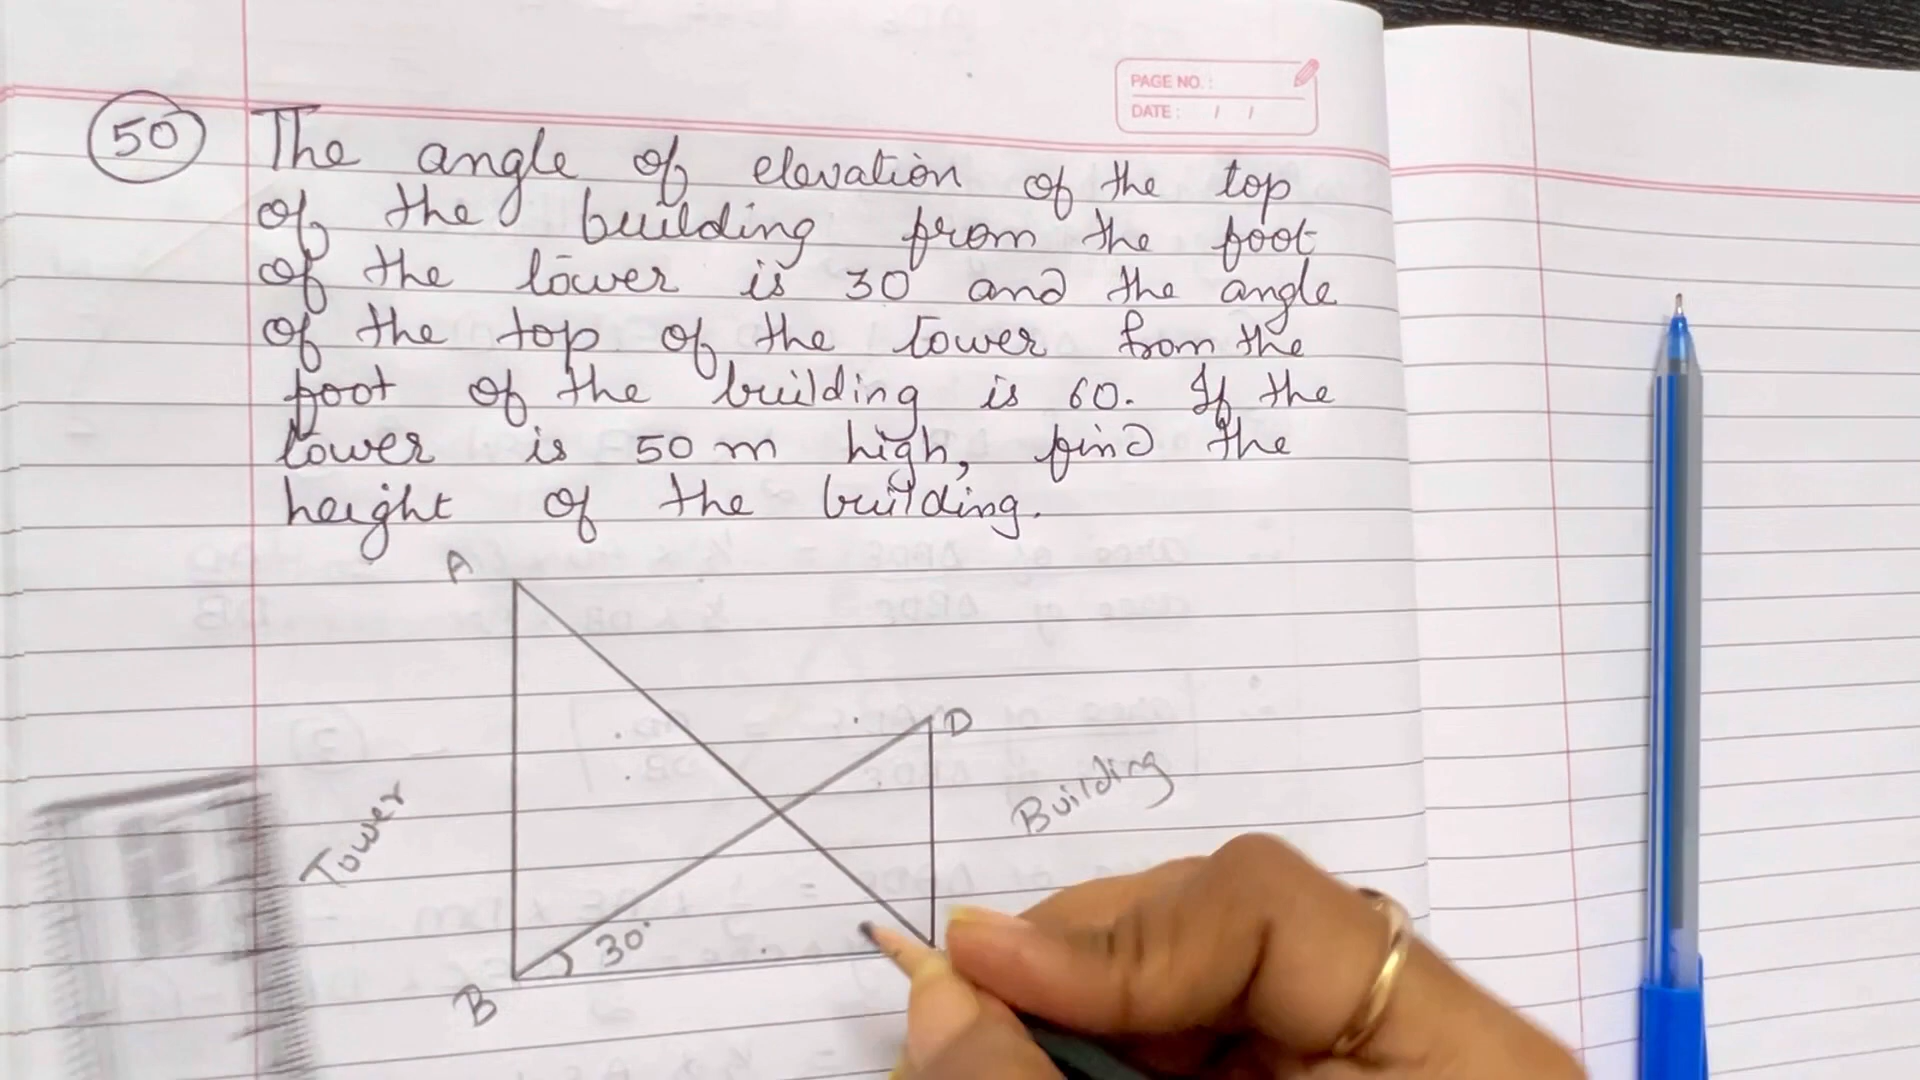 PAGE NO. :
DATE : / /
50 The angle of elevation of the top
of the building from the foot
of the tower is 30 and the angle
of the top of the tower from the
foot of the building is 60. If the
tower is 50 m high, find the
height of the building.
A
D
Building
Tower
30°
B